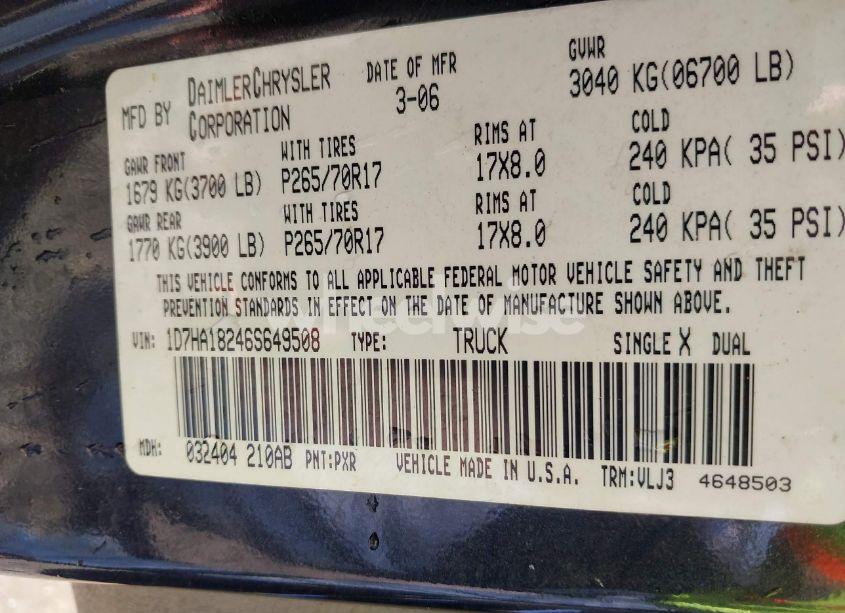 MFD BY DAIMLERCHRYSLER CORPORATION
DATE OF MFR 3-06
GVWR 3040 KG(06700 LB)
GAWR FRONT WITH TIRES RIMS AT COLD
1679 KG(3700 LB) P265/70R17 17X8.0 240 KPA( 35 PSI)
GAWR REAR WITH TIRES RIMS AT COLD
1770 KG(3900 LB) P265/70R17 17X8.0 240 KPA( 35 PSI)
THIS VEHICLE CONFORMS TO ALL APPLICABLE FEDERAL MOTOR VEHICLE SAFETY AND THEFT
PREVENTION STANDARDS IN EFFECT ON THE DATE OF MANUFACTURE SHOWN ABOVE.
VIN: 1D7HA18246S649508 TYPE: TRUCK SINGLE X DUAL
MDH: 032404 210AB PNT:PXR VEHICLE MADE IN U.S.A. TRM:VLJ3 4648503